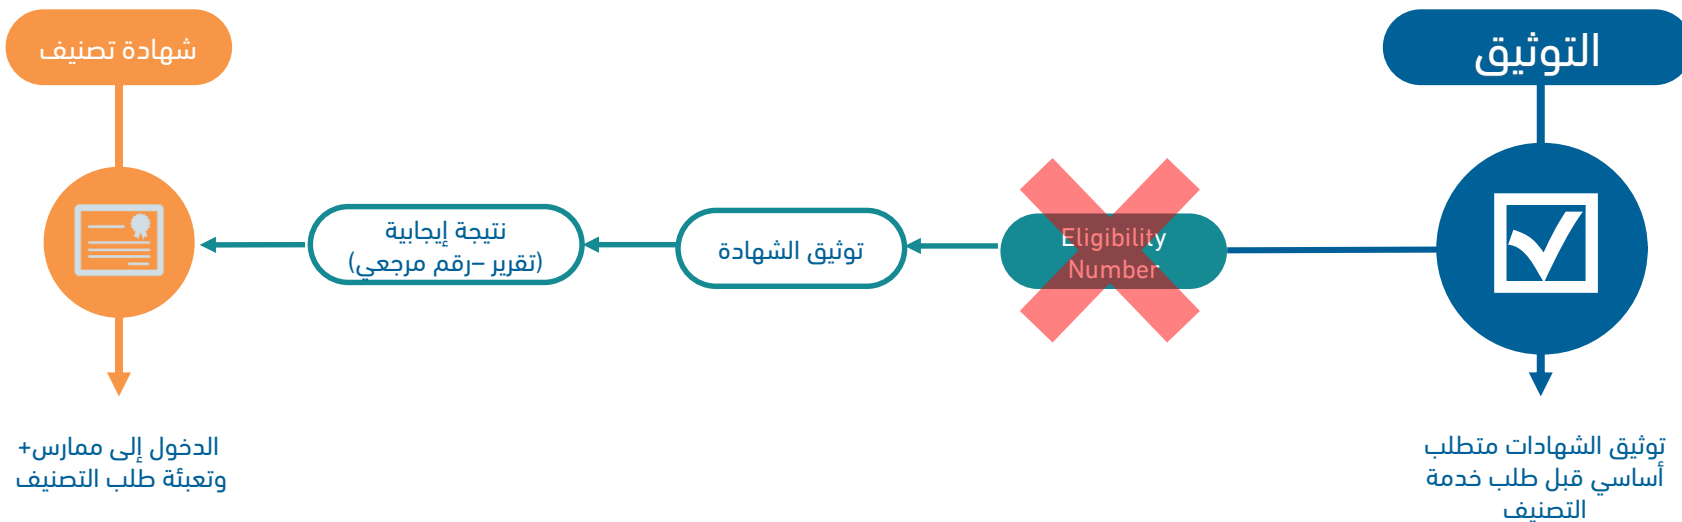 التوثيق
شهادة تصنيف
Eligibility
Number
توثيق الشهادة
نتيجة إيجابية
(تقرير –رقم مرجعي)
توثيق الشهادات متطلب
أساسي قبل طلب خدمة
التصنيف
الدخول إلى ممارس+
وتعبئة طلب التصنيف